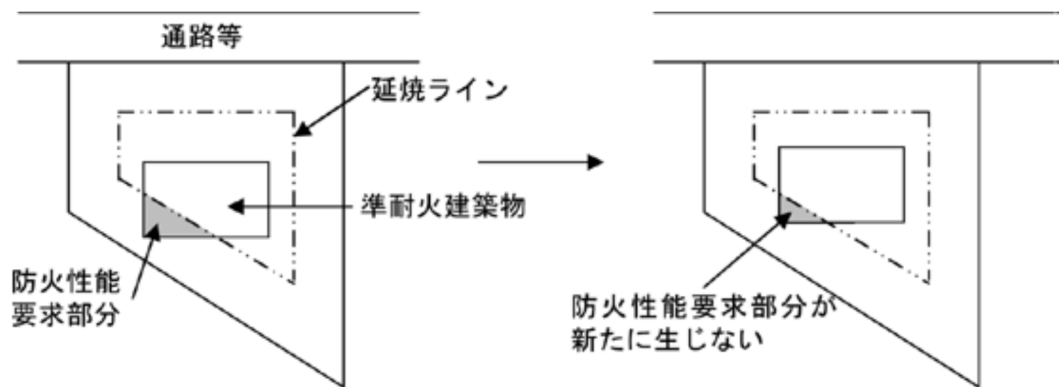 通路等
延焼ライン
準耐火建築物
防火性能
要求部分
防火性能要求部分が
新たに生じない